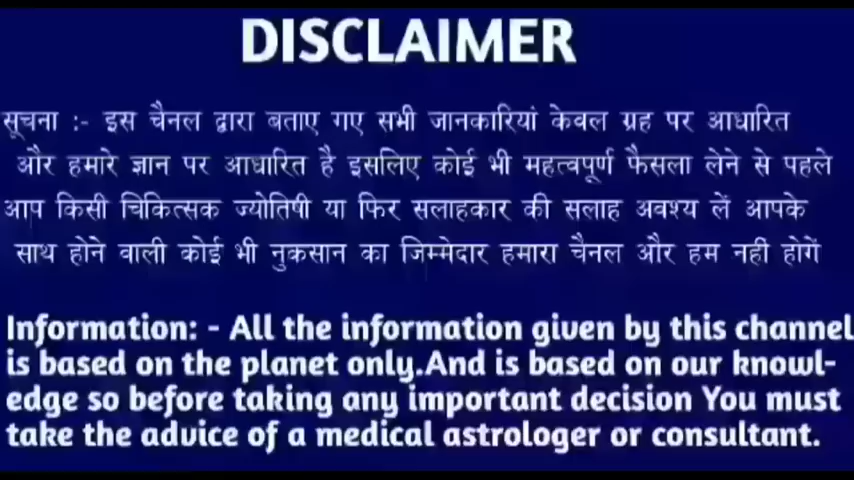 DISCLAIMER
सूचना :- इस चैनल द्वारा बताए गए सभी जानकारियां केवल ग्रह पर आधारित
और हमारे ज्ञान पर आधारित है इसलिए कोई भी महत्वपूर्ण फैसला लेने से पहले
आप किसी चिकित्सक ज्योतिषी या फिर सलाहकार की सलाह अवश्य लें आपके
साथ होने वाली कोई भी नुकसान का जिम्मेदार हमारा चैनल और हम नही होगें
Information: - All the information given by this channel
is based on the planet only.And is based on our knowl-
edge so before taking any important decision You must
take the advice of a medical astrologer or consultant.